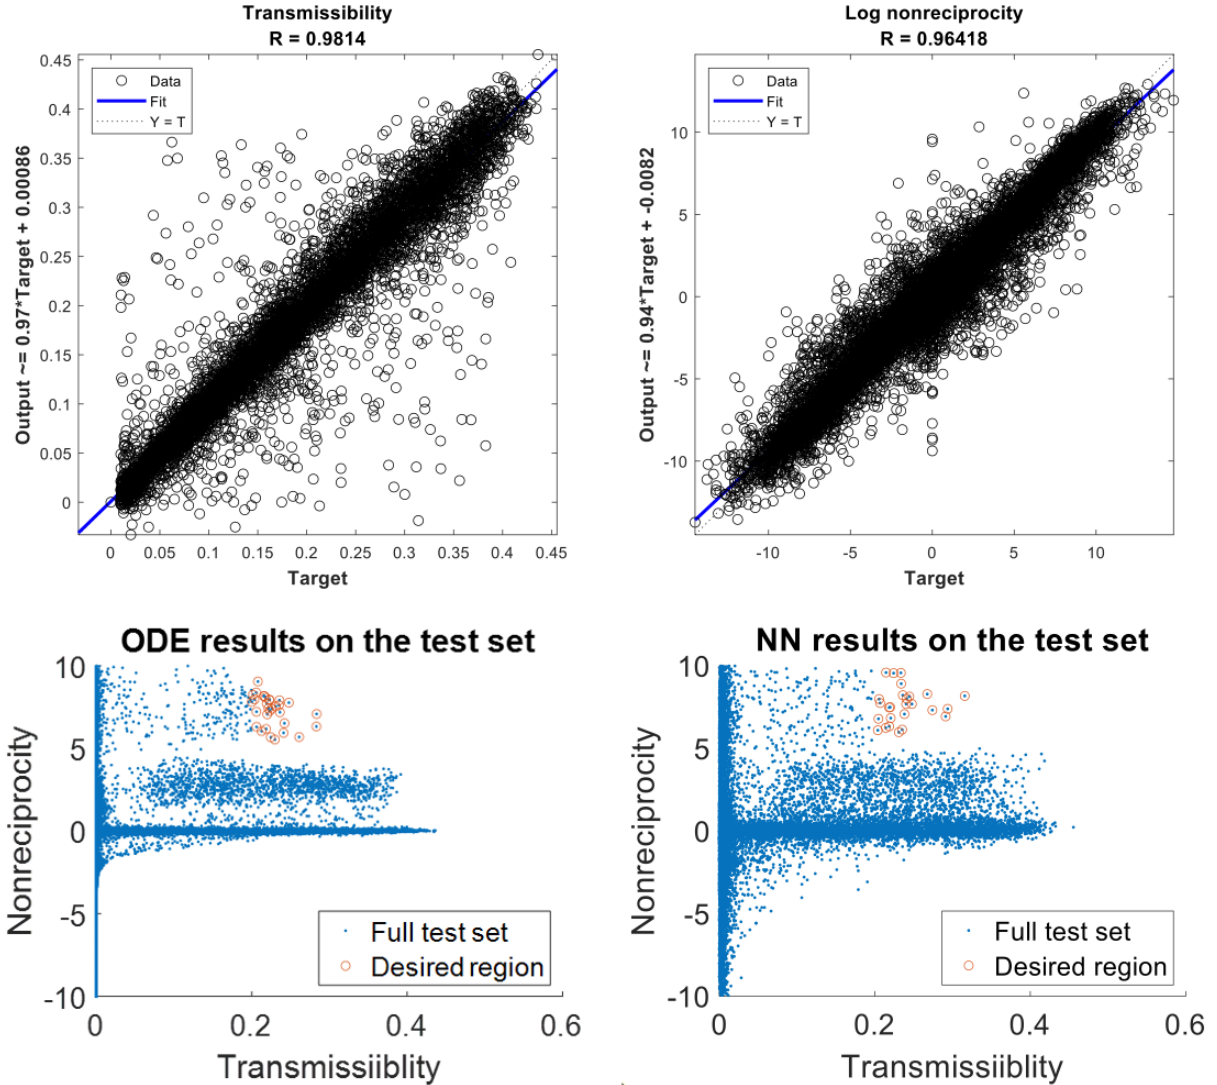 Transmissibility
R = 0.9814
Output ~= 0.97*Target + 0.00086
0.45
0.4
0.35
0.3
0.25
0.2
0.15
0.1
0.05
0
Data
Fit
Y = T
0 0.05 0.1 0.15 0.2 0.25 0.3 0.35 0.4 0.45
Target
Log nonreciprocity
R = 0.96418
Output ~= 0.94*Target + -0.0082
10
5
0
-5
-10
Data
Fit
Y = T
-10 -5 0 5 10
Target
ODE results on the test set
Nonreciprocity
10
5
0
-5
-10
Full test set
Desired region
0 0.2 0.4 0.6
Transmissiiblity
NN results on the test set
Nonreciprocity
10
5
0
-5
-10
Full test set
Desired region
0 0.2 0.4 0.6
Transmissiiblity